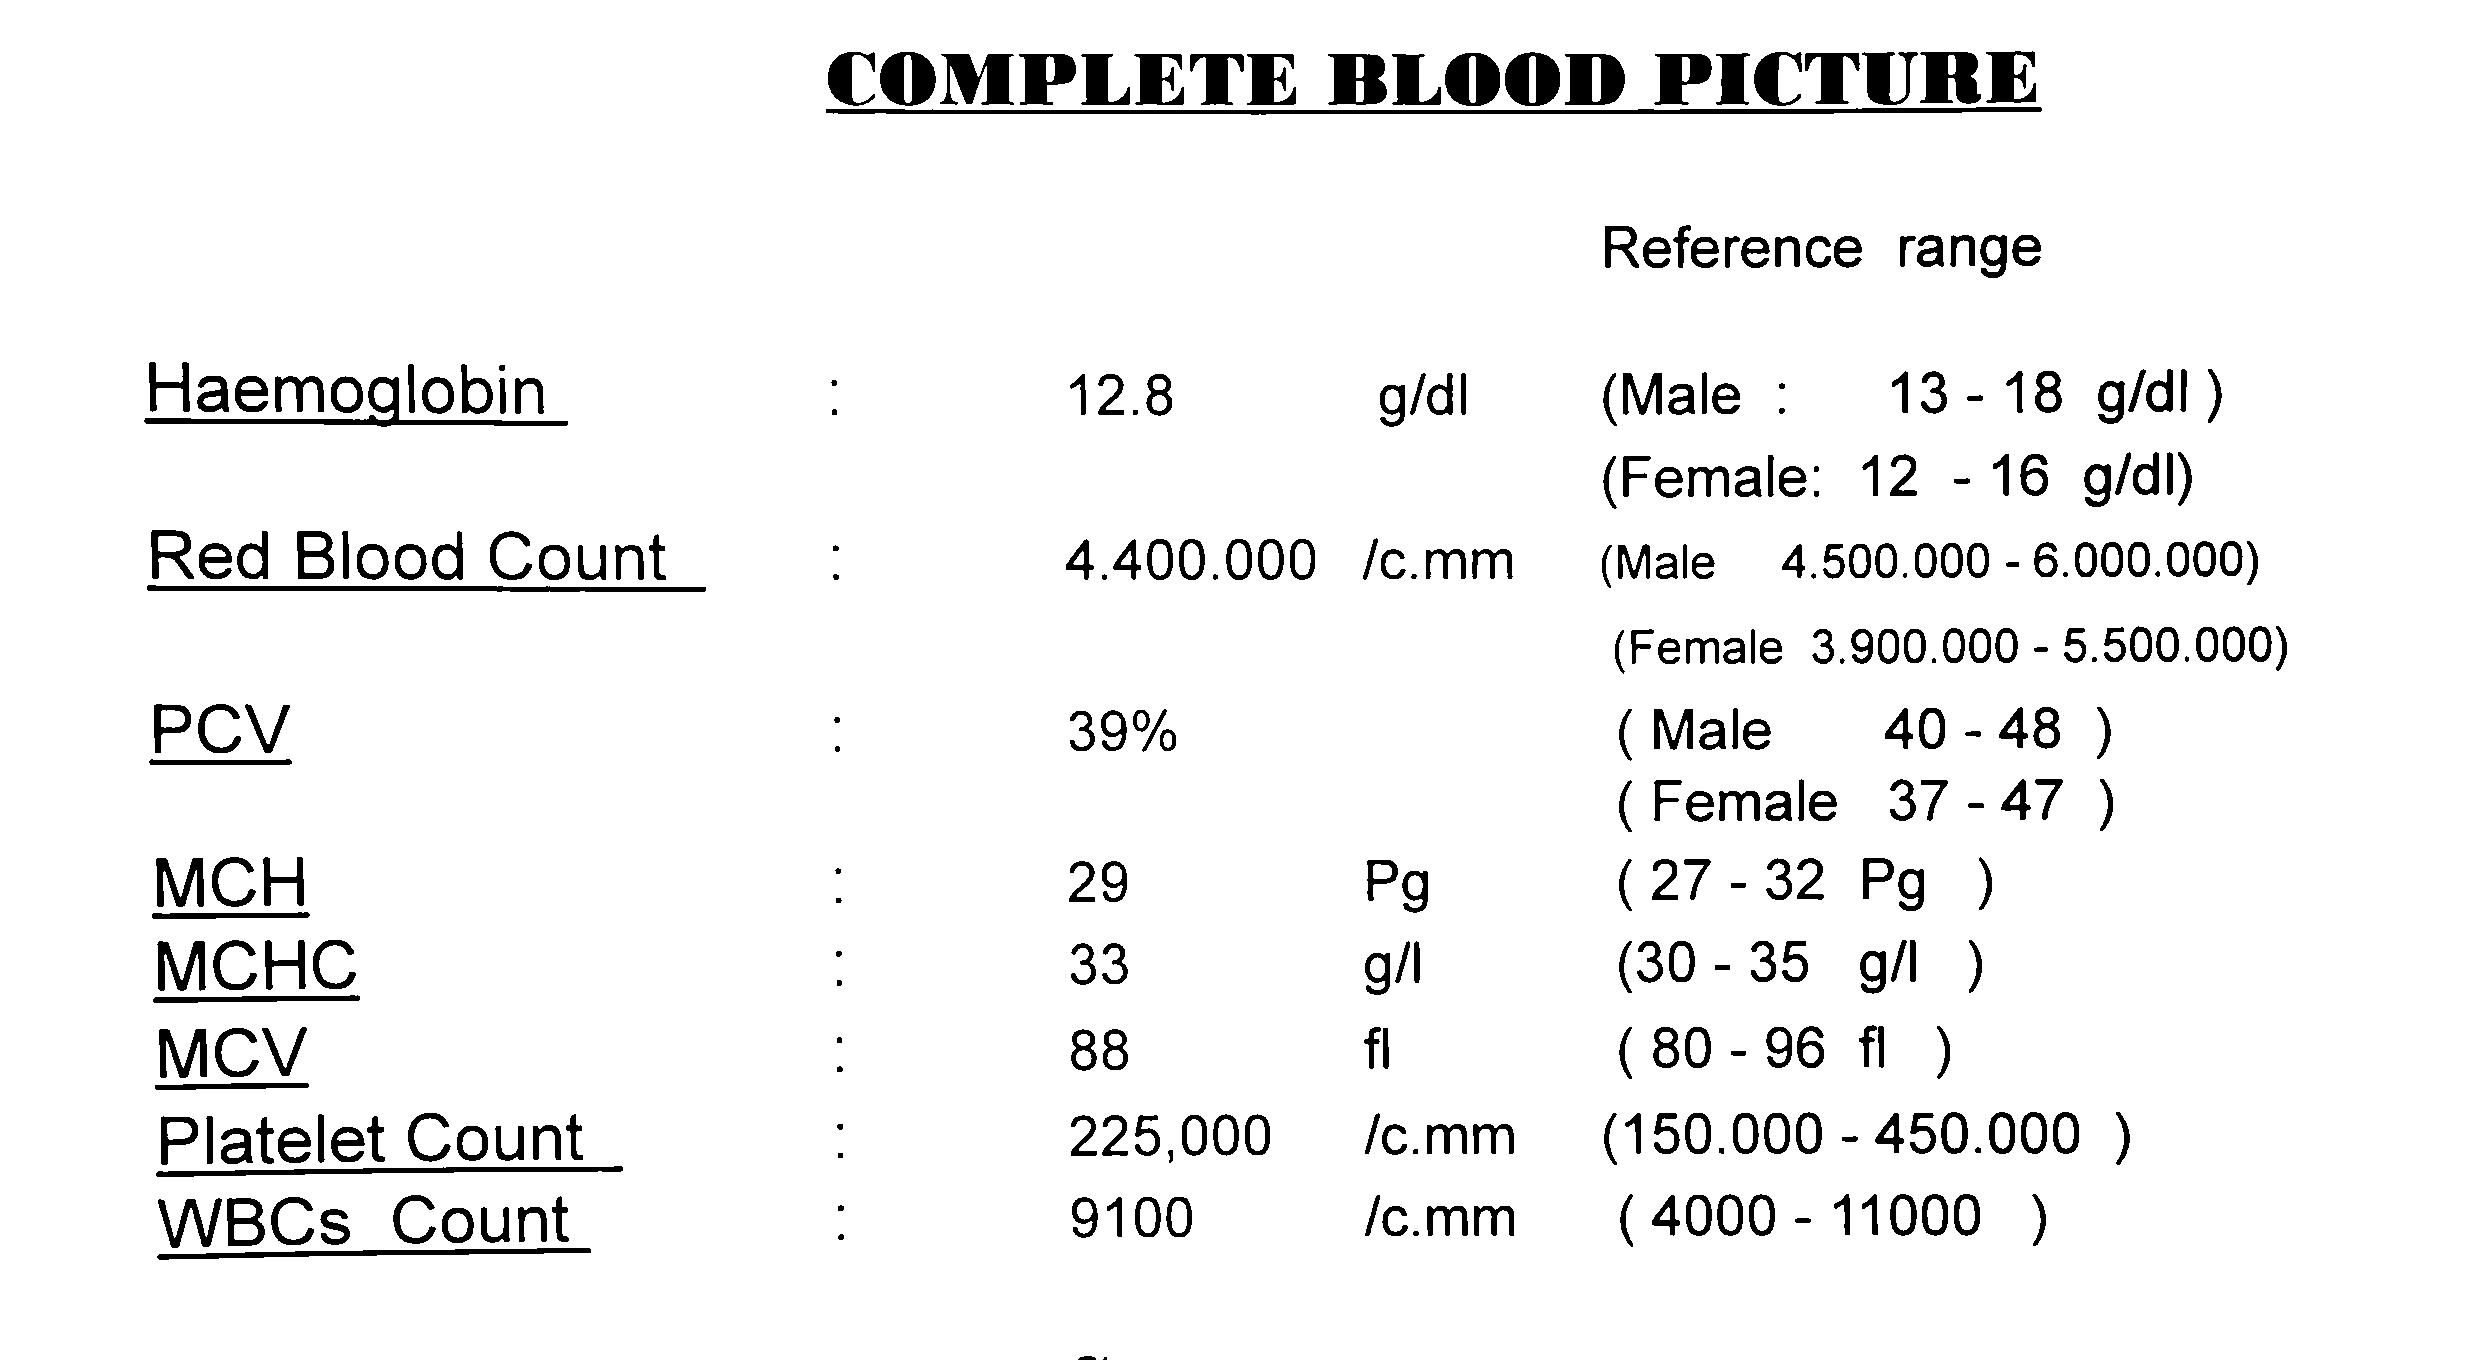 COMPLETE BLOOD PICTURE
Reference range
Haemoglobin : 12.8 g/dl (Male : 13 - 18 g/dl )
(Female: 12 - 16 g/dl)
Red Blood Count : 4.400.000 /c.mm (Male 4.500.000 - 6.000.000)
(Female 3.900.000 - 5.500.000)
PCV : 39% ( Male 40 - 48 )
( Female 37 - 47 )
MCH : 29 Pg ( 27 - 32 Pg )
MCHC : 33 g/l (30 - 35 g/l )
MCV : 88 fl ( 80 - 96 fl )
Platelet Count : 225,000 /c.mm (150.000 - 450.000 )
WBCs Count : 9100 /c.mm ( 4000 - 11000 )